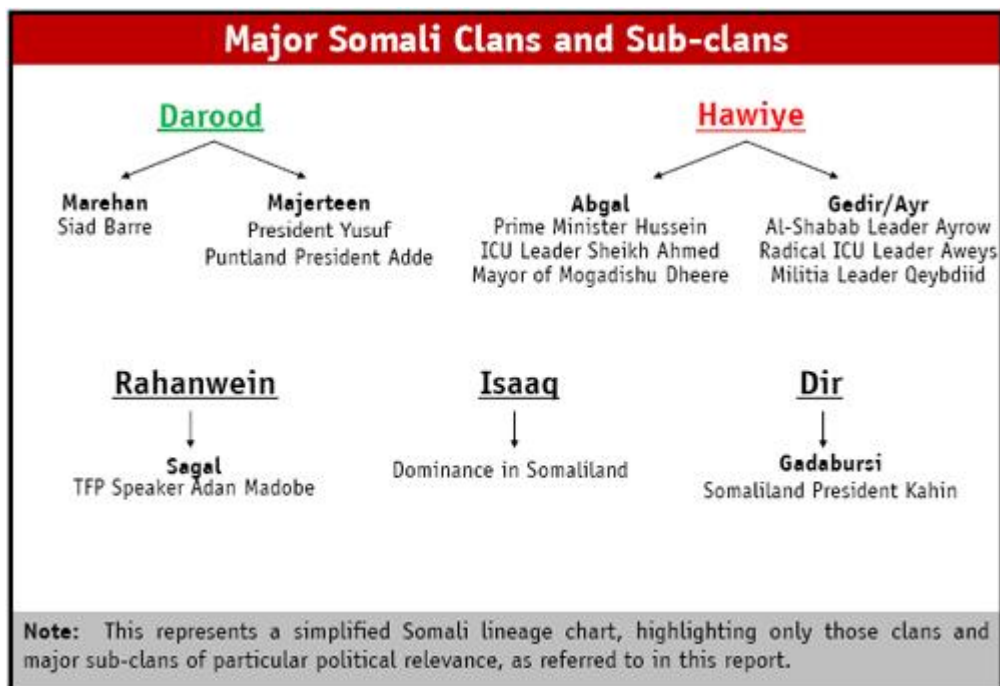 Major Somali Clans and Sub-clans
Darood
Hawiye
Marehan
Siad Barre
Majerteen
President Yusuf
Puntland President Adde
Abgal
Prime Minister Hussein
ICU Leader Sheikh Ahmed
Mayor of Mogadishu Dheere
Gedir/Ayr
Al-Shabab Leader Ayrow
Radical ICU Leader Aweys
Militia Leader Qeybdiid
Rahanwein
Isaaq
Dir
Sagal
TFP Speaker Adan Madobe
Dominance in Somaliland
Gadabursi
Somaliland President Kahin
Note: This represents a simplified Somali lineage chart, highlighting only those clans and
major sub-clans of particular political relevance, as referred to in this report.